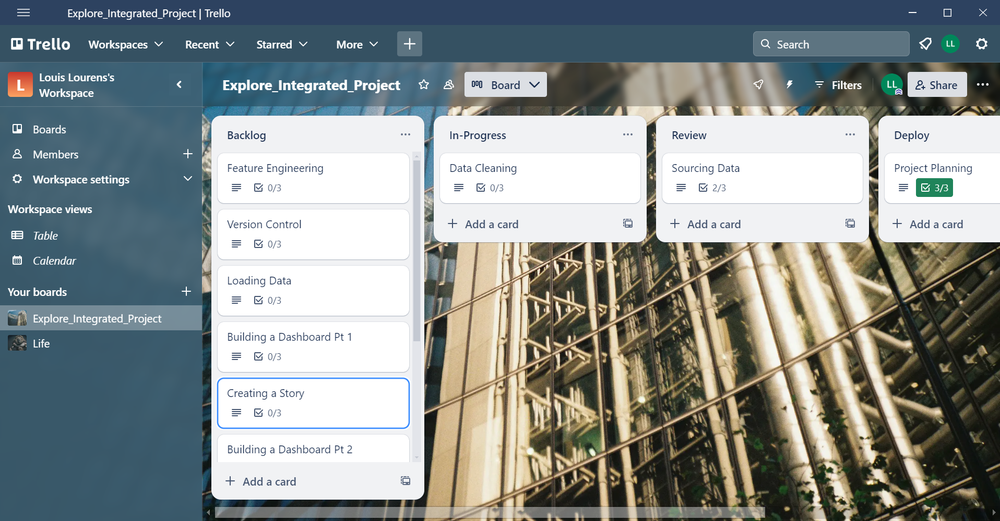 Explore_Integrated_Project | Trello
Trello
Workspaces
Recent
Starred
More
Search
LL
L
Louis Lourens's
Workspace
Boards
Members
Workspace settings
Workspace views
Table
Calendar
Your boards
Explore_Integrated_Project
Life
Explore_Integrated_Project
Board
Filters
LL
Share
Backlog
Feature Engineering
0/3
Version Control
0/3
Loading Data
0/3
Building a Dashboard Pt 1
0/3
Creating a Story
0/3
Building a Dashboard Pt 2
Add a card
In-Progress
Data Cleaning
0/3
Add a card
Review
Sourcing Data
2/3
Add a card
Deploy
Project Planning
3/3
Add a card